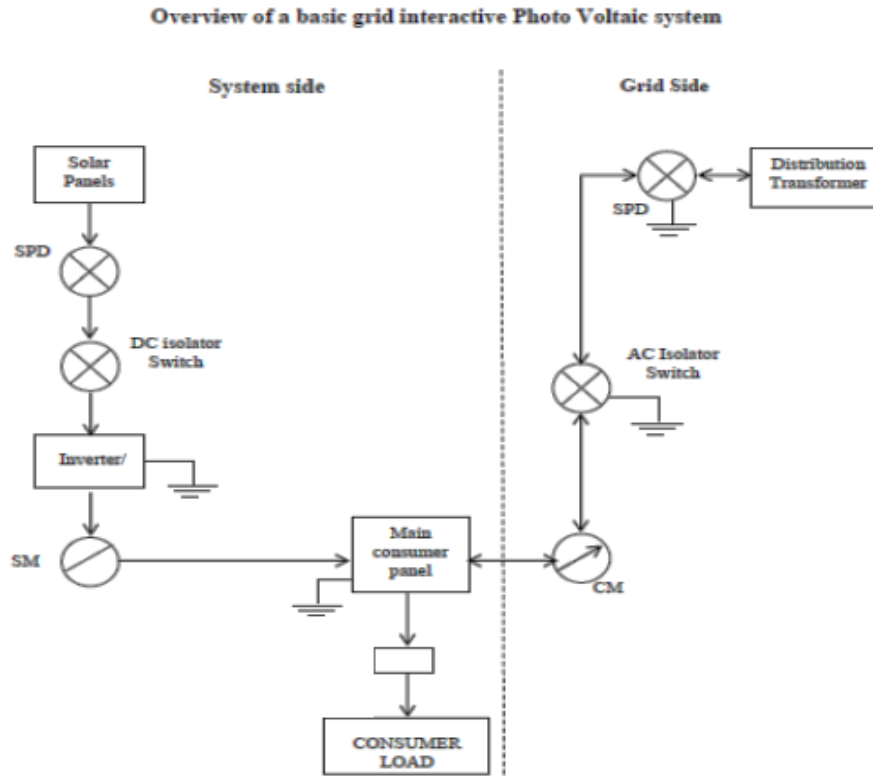 Overview of a basic grid interactive Photo Voltaic system
System side
Grid Side
Solar
Panels
SPD
DC isolator
Switch
Inverter/
SM
Main
consumer
panel
CONSUMER
LOAD
SPD
Distribution
Transformer
AC Isolator
Switch
CM